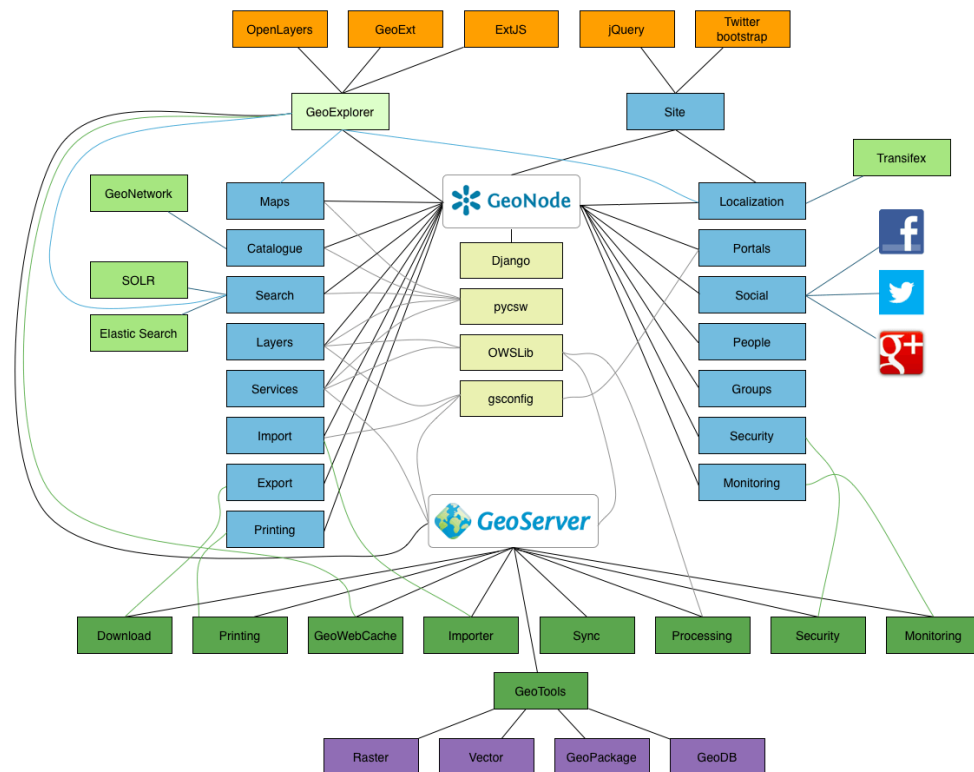 OpenLayers
GeoExt
ExtJS
jQuery
Twitter
bootstrap
GeoExplorer
Site
Transifex
GeoNetwork
Maps
GeoNode
Localization
Catalogue
Django
Portals
f
SOLR
Search
pycsw
Social
Elastic Search
Layers
OWSLib
People
g+
Services
gsconfig
Groups
Import
Security
Export
Monitoring
Printing
GeoServer
Download
Printing
GeoWebCache
Importer
Sync
Processing
Security
Monitoring
GeoTools
Raster
Vector
GeoPackage
GeoDB